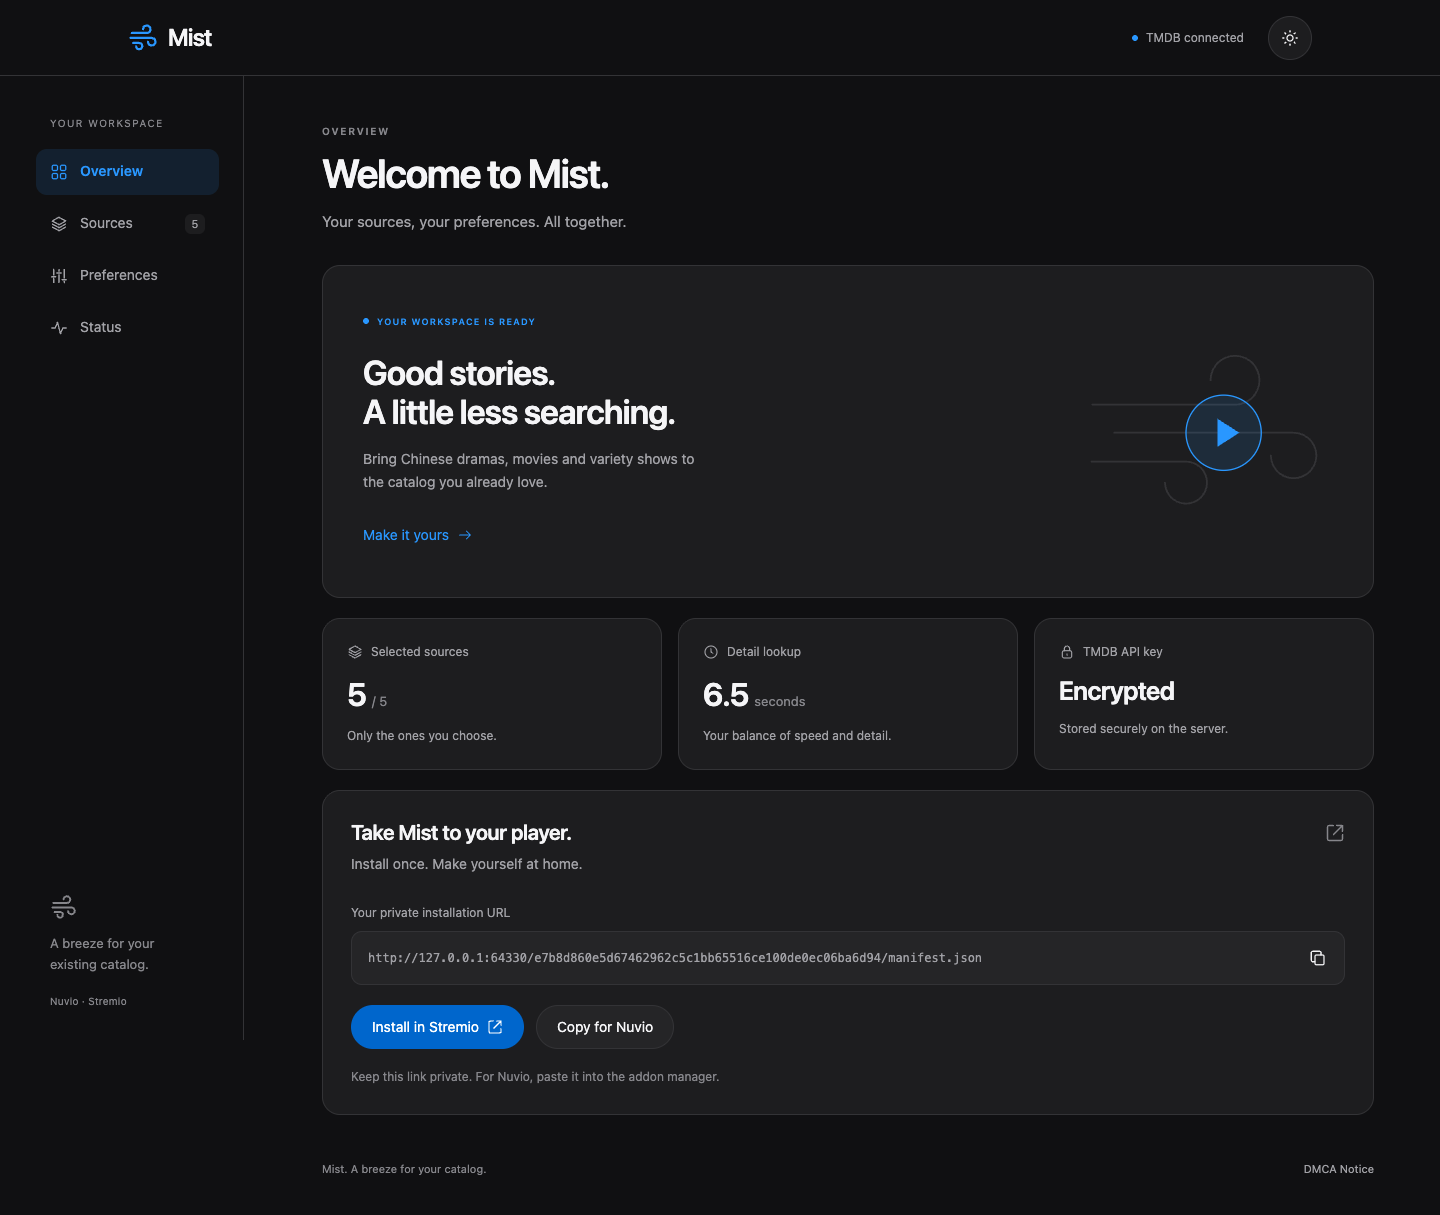 Mist
TMDB connected
YOUR WORKSPACE
Overview
Sources
5
Preferences
Status
A breeze for your
existing catalog.
Nuvio · Stremio
OVERVIEW
Welcome to Mist.
Your sources, your preferences. All together.
YOUR WORKSPACE IS READY
Good stories.
A little less searching.
Bring Chinese dramas, movies and variety shows to
the catalog you already love.
Make it yours
Selected sources
5 / 5
Only the ones you choose.
Detail lookup
6.5 seconds
Your balance of speed and detail.
TMDB API key
Encrypted
Stored securely on the server.
Take Mist to your player.
Install once. Make yourself at home.
Your private installation URL
http://127.0.0.1:64330/e7b8d860e5d67462962c5c1bb65516ce100de0ec06ba6d94/manifest.json
Install in Stremio
Copy for Nuvio
Keep this link private. For Nuvio, paste it into the addon manager.
Mist. A breeze for your catalog.
DMCA Notice